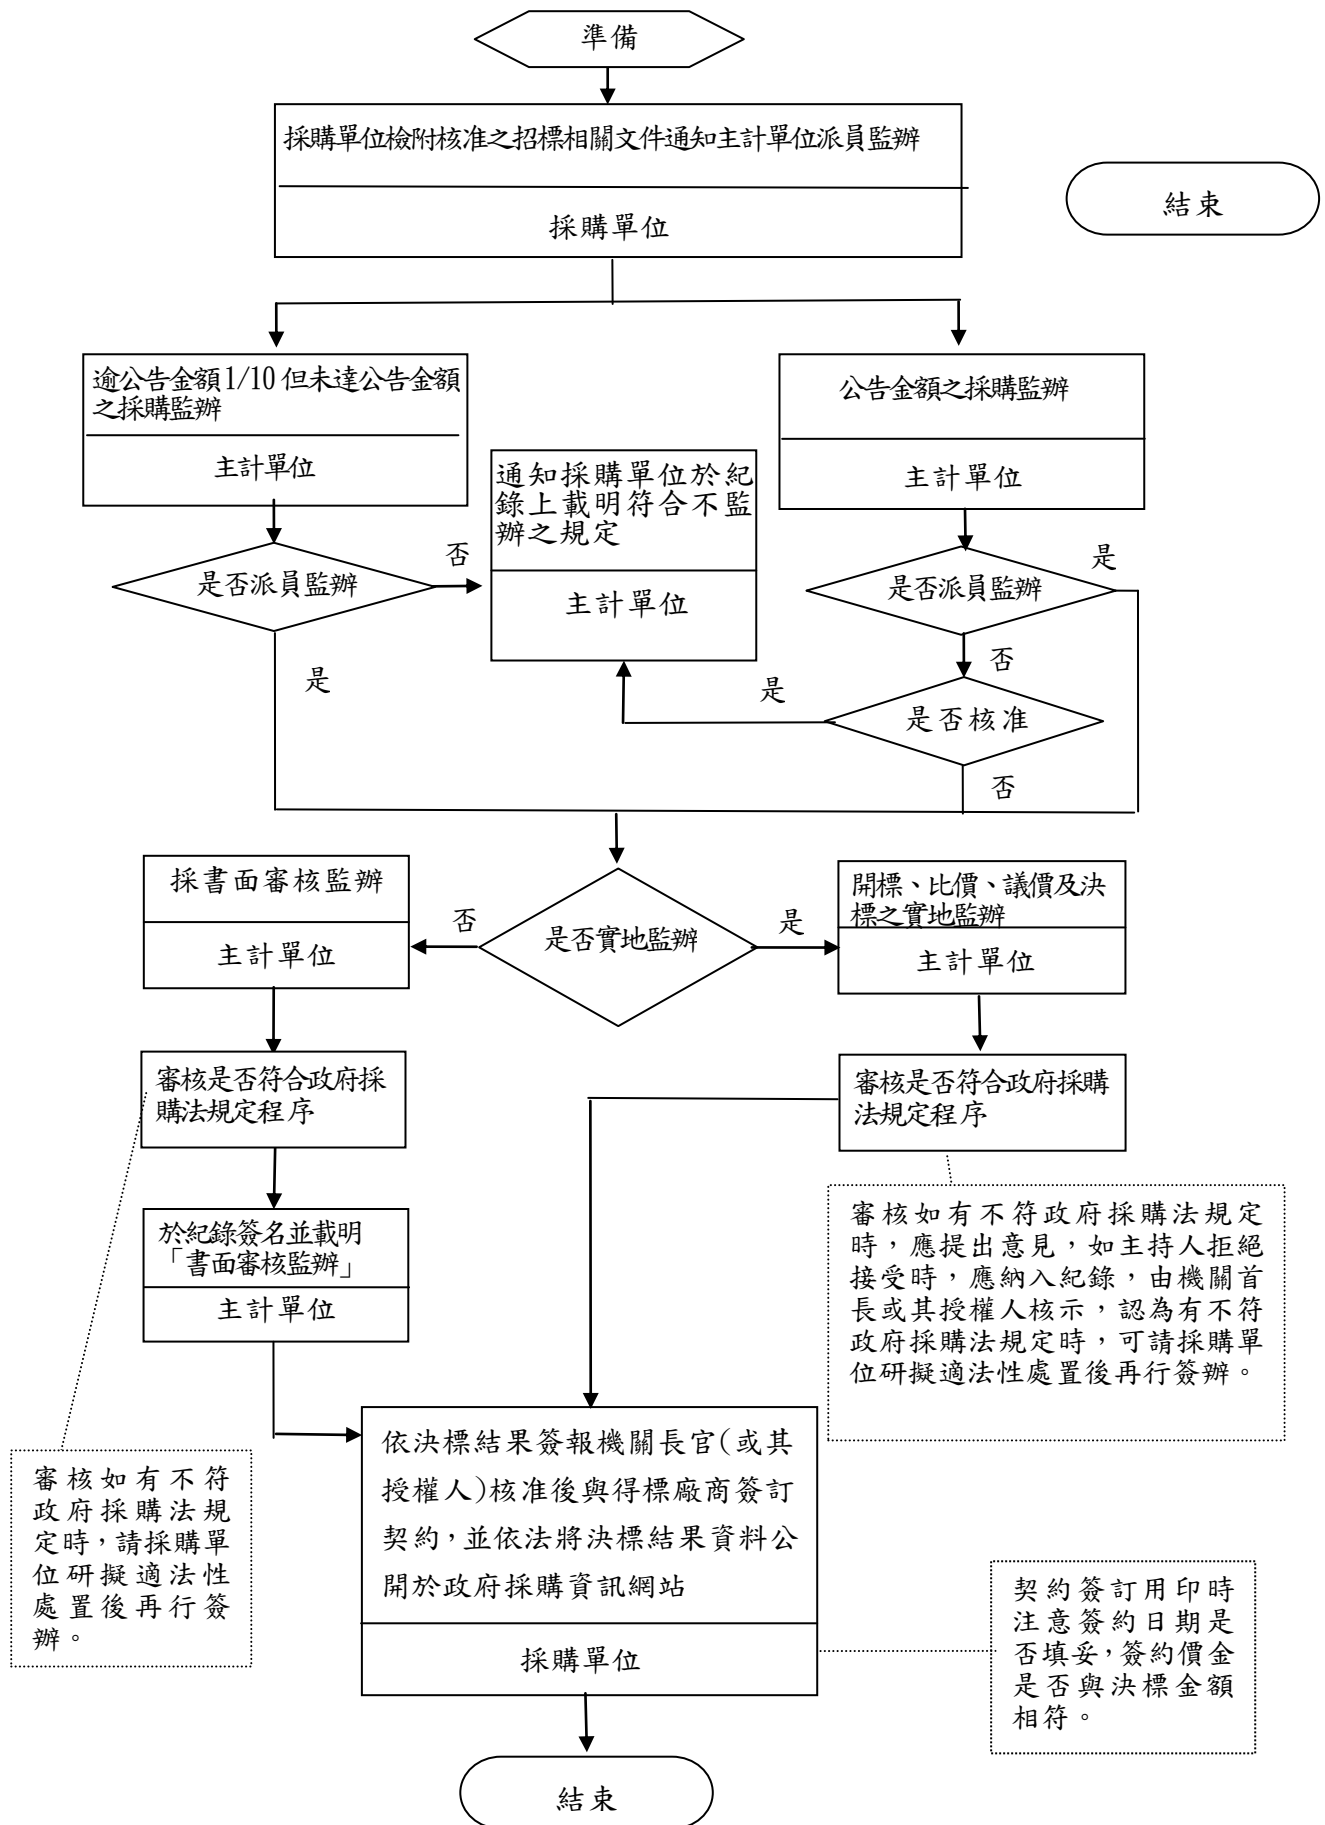 準備
採購單位檢附核准之招標相關文件通知主計單位派員監辦
採購單位
結束
逾公告金額1/10但未達公告金額
之採購監辦
主計單位
公告金額之採購監辦
主計單位
通知採購單位於紀
錄上載明符合不監
辦之規定
主計單位
是否派員監辦
否
是
是否派員監辦
是
否
是否核准
是
否
採書面審核監辦
主計單位
否
是否實地監辦
是
開標、比價、議價及決
標之實地監辦
主計單位
審核是否符合政府採
購法規定程序
審核是否符合政府採購
法規定程序
於紀錄簽名並載明
「書面審核監辦」
主計單位
審核如有不符政府採購法規定
時，應提出意見，如主持人拒絕
接受時，應納入紀錄，由機關首
長或其授權人核示，認為有不符
政府採購法規定時，可請採購單
位研擬適法性處置後再行簽辦。
依決標結果簽報機關長官(或其
授權人)核准後與得標廠商簽訂
契約，並依法將決標結果資料公
開於政府採購資訊網站
採購單位
審核如有不符
政府採購法規
定時，請採購單
位研擬適法性
處置後再行簽
辦。
契約簽訂用印時
注意簽約日期是
否填妥，簽約價金
是否與決標金額
相符。
結束